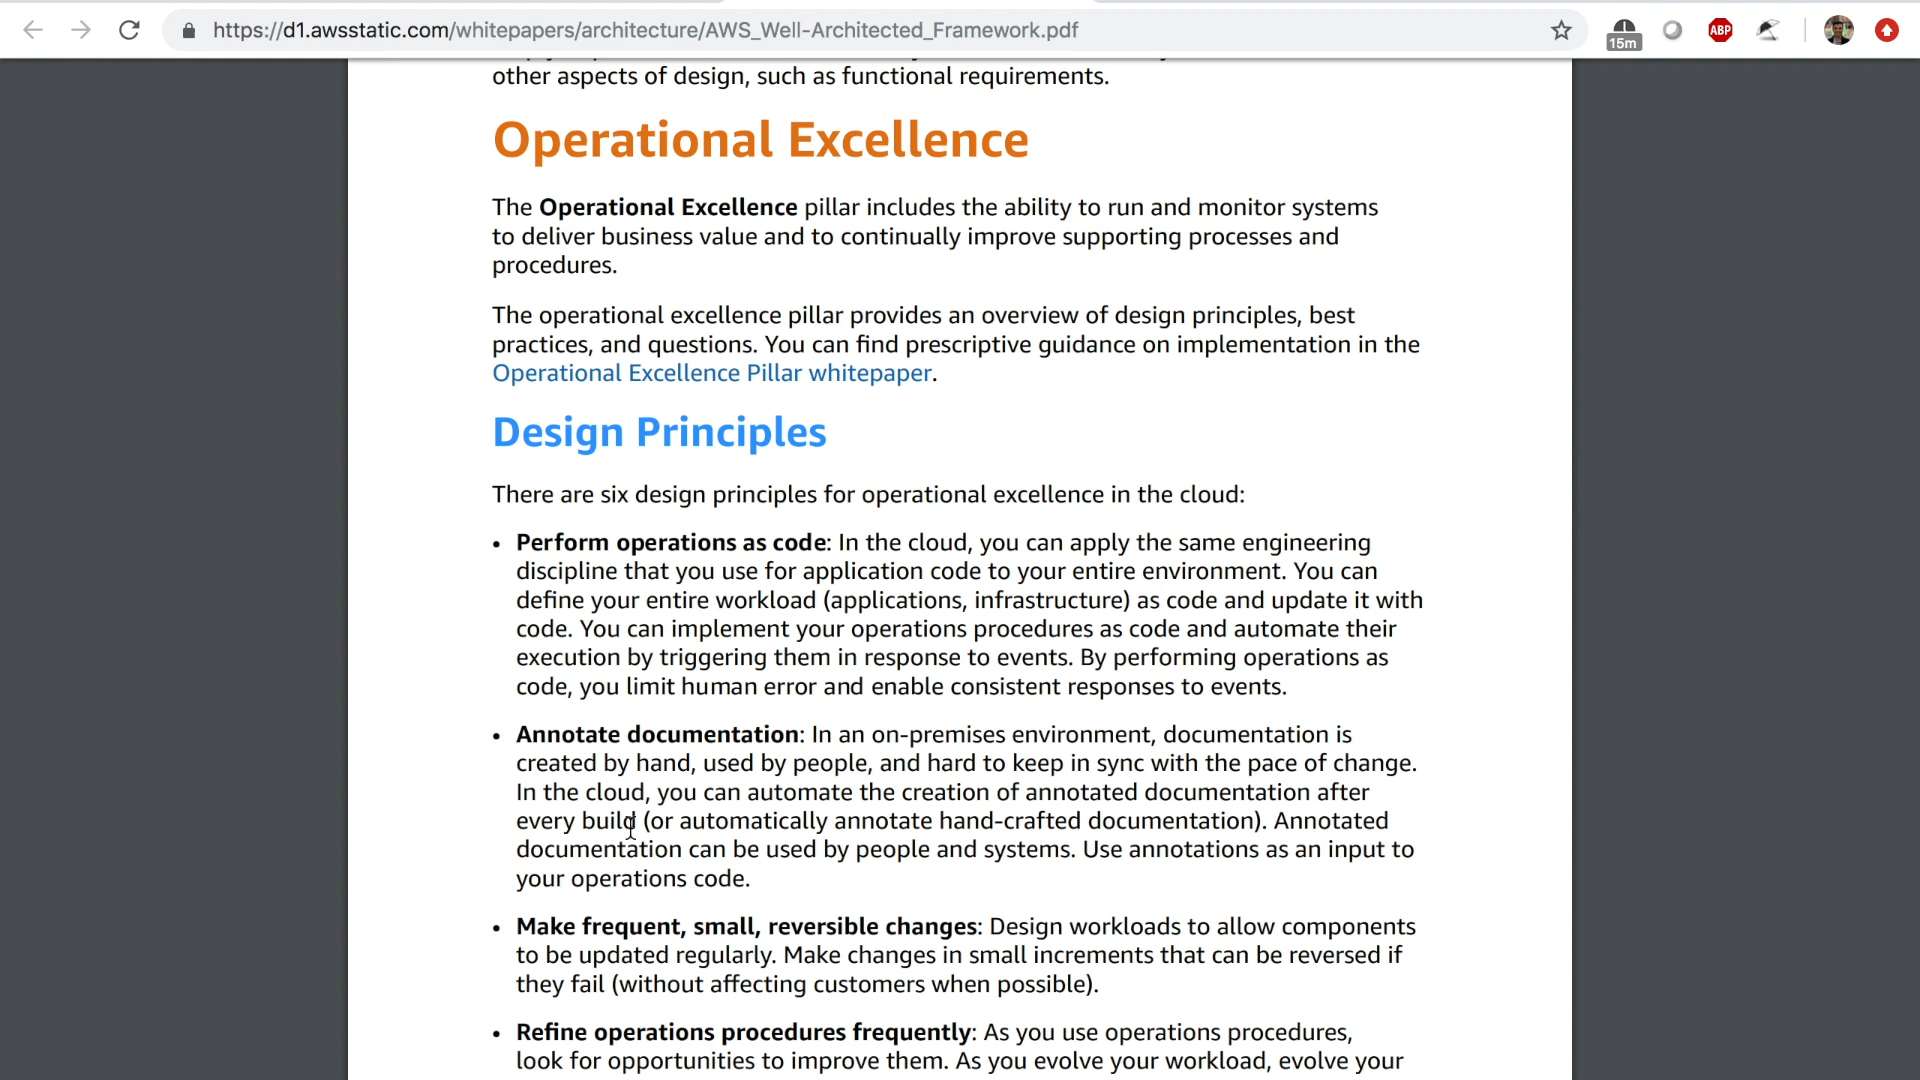 https://d1.awsstatic.com/whitepapers/architecture/AWS_Well-Architected_Framework.pdf
15m
ABP
other aspects of design, such as functional requirements.
Operational Excellence
The Operational Excellence pillar includes the ability to run and monitor systems
to deliver business value and to continually improve supporting processes and
procedures.
The operational excellence pillar provides an overview of design principles, best
practices, and questions. You can find prescriptive guidance on implementation in the
Operational Excellence Pillar whitepaper.
Design Principles
There are six design principles for operational excellence in the cloud:
• Perform operations as code: In the cloud, you can apply the same engineering
discipline that you use for application code to your entire environment. You can
define your entire workload (applications, infrastructure) as code and update it with
code. You can implement your operations procedures as code and automate their
execution by triggering them in response to events. By performing operations as
code, you limit human error and enable consistent responses to events.
• Annotate documentation: In an on-premises environment, documentation is
created by hand, used by people, and hard to keep in sync with the pace of change.
In the cloud, you can automate the creation of annotated documentation after
every build (or automatically annotate hand-crafted documentation). Annotated
documentation can be used by people and systems. Use annotations as an input to
your operations code.
• Make frequent, small, reversible changes: Design workloads to allow components
to be updated regularly. Make changes in small increments that can be reversed if
they fail (without affecting customers when possible).
• Refine operations procedures frequently: As you use operations procedures,
look for opportunities to improve them. As you evolve your workload, evolve your